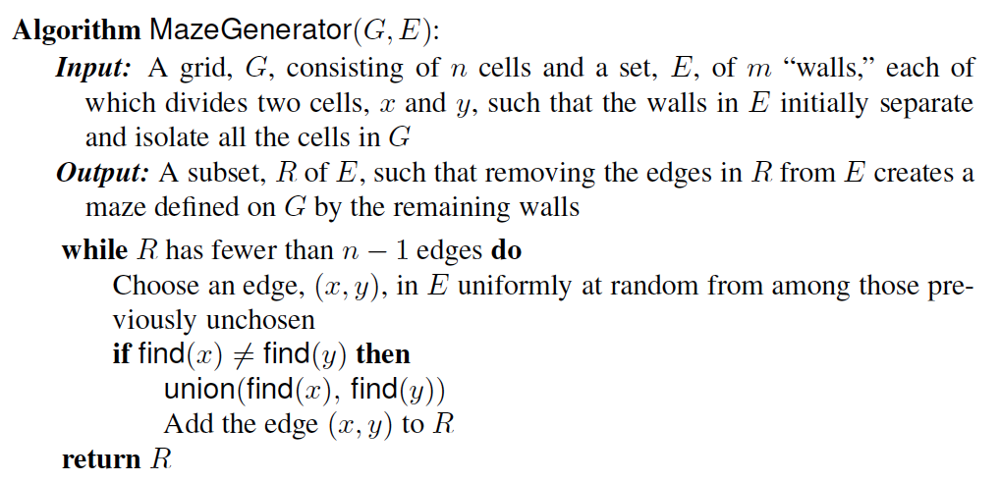 Algorithm MazeGenerator(G, E):
Input: A grid, G, consisting of n cells and a set, E, of m “walls,” each of
which divides two cells, x and y, such that the walls in E initially separate
and isolate all the cells in G
Output: A subset, R of E, such that removing the edges in R from E creates a
maze defined on G by the remaining walls
while R has fewer than n − 1 edges do
Choose an edge, (x, y), in E uniformly at random from among those pre-
viously unchosen
if find(x) ≠ find(y) then
union(find(x), find(y))
Add the edge (x, y) to R
return R